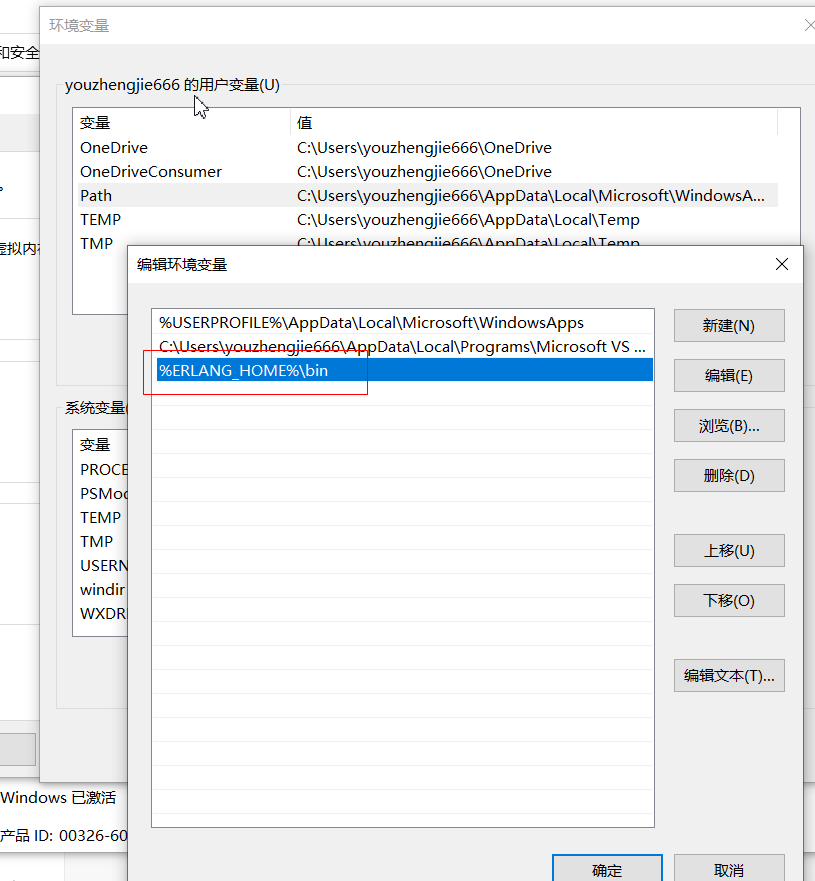 环境变量
和安全
youzhengjie666 的用户变量(U)
变量 值
OneDrive C:\Users\youzhengjie666\OneDrive
OneDriveConsumer C:\Users\youzhengjie666\OneDrive
Path C:\Users\youzhengjie666\AppData\Local\Microsoft\WindowsA...
TEMP C:\Users\youzhengjie666\AppData\Local\Temp
TMP C:\Users\youzhengjie666\AppData\Local\Temp
虚拟内存
编辑环境变量
%USERPROFILE%\AppData\Local\Microsoft\WindowsApps
C:\Users\youzhengjie666\AppData\Local\Programs\Microsoft VS ...
%ERLANG_HOME%\bin
新建(N)
编辑(E)
浏览(B)...
删除(D)
上移(U)
下移(O)
编辑文本(T)...
确定
取消
系统变量(
变量
PROCE
PSMod
TEMP
TMP
USERN
windir
WXDRI
Windows 已激活
产品 ID: 00326-60